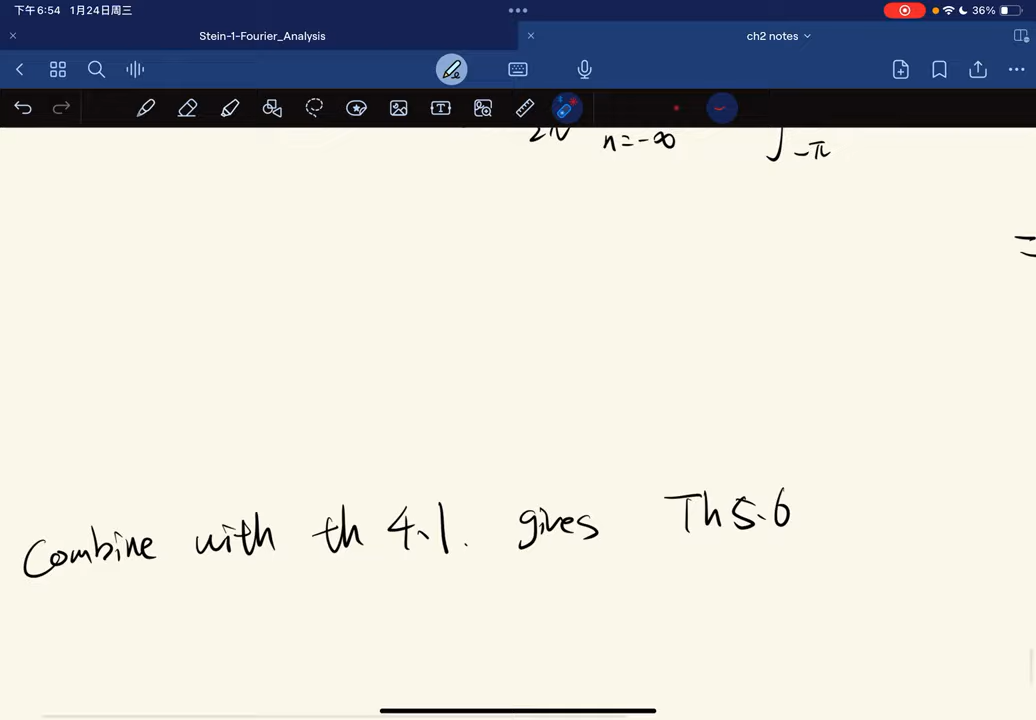 下午6:54 1月24日周三
36%
Stein-1-Fourier_Analysis
ch2 notes
2π n=-∞ ∫-π
=
Combine with th 4.1. gives Th 5.6